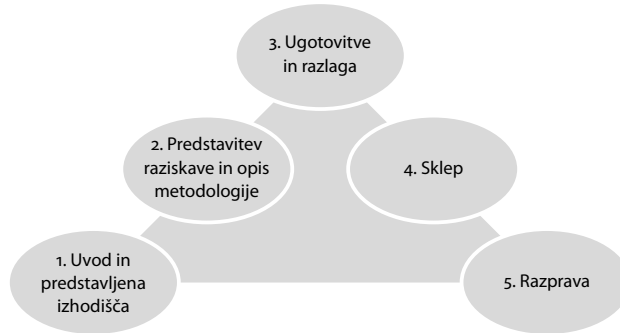 1. Uvod in
predstavljena
izhodišča
2. Predstavitev
raziskave in opis
metodologije
3. Ugotovitve
in razlaga
4. Sklep
5. Razprava